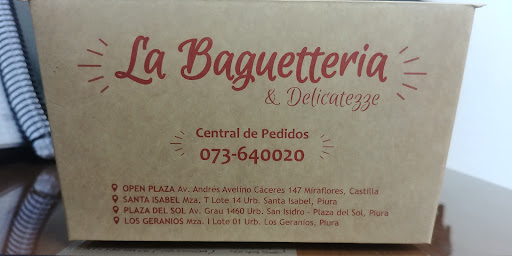 La Baguetteria
& Delicatezze
Central de Pedidos
073-640020
OPEN PLAZA Av. Andrés Avelino Cáceres 147 Miraflores, Castilla
SANTA ISABEL Mza. T Lote 14 Urb. Santa Isabel, Piura
PLAZA DEL SOL Av. Grau 1460 Urb. San Isidro - Plaza del Sol, Piura
LOS GERANIOS Mza. I Lote 01 Urb. Los Geranios, Piura